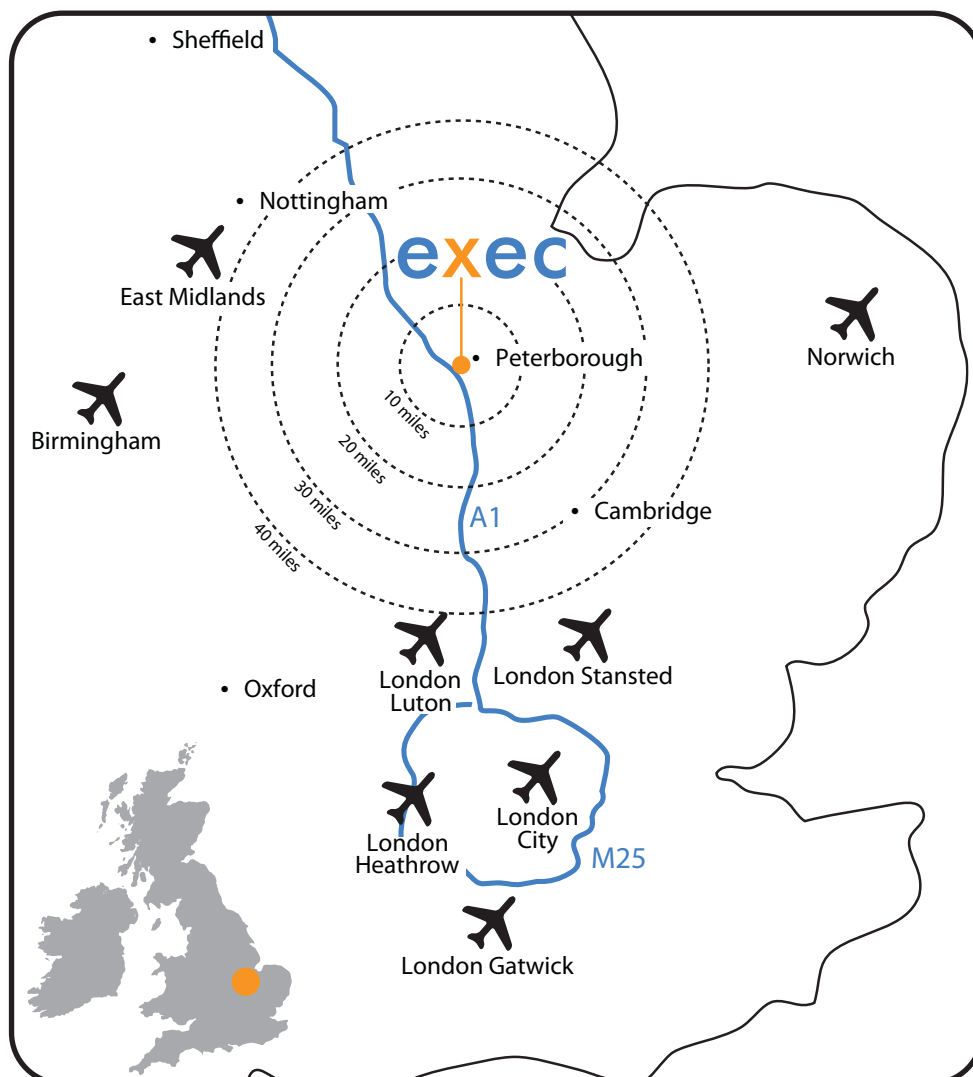 Sheffield
Nottingham
exec
East Midlands
Norwich
Peterborough
10 miles
Birmingham
20 miles
30 miles
A1
Cambridge
40 miles
London
Luton
London Stansted
Oxford
London
City
London
Heathrow
M25
London Gatwick